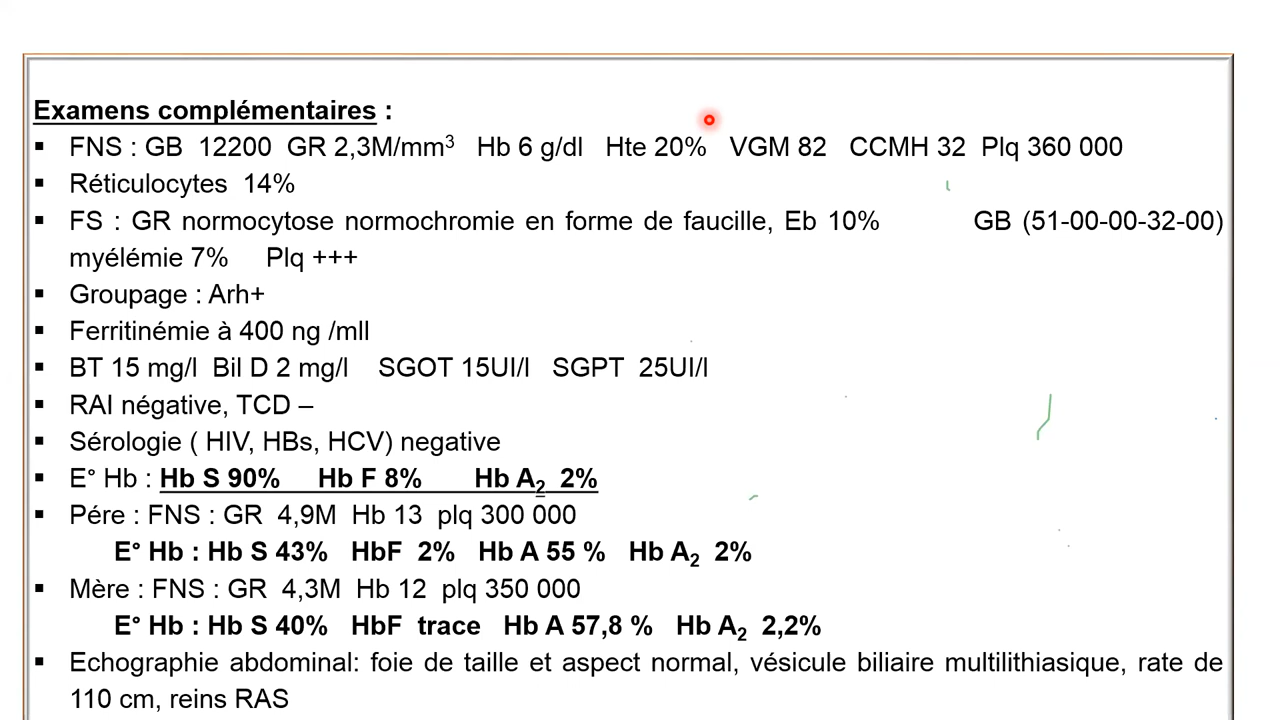 Examens complémentaires :
▪ FNS : GB 12200 GR 2,3M/mm³ Hb 6 g/dl Hte 20% VGM 82 CCMH 32 Plq 360 000
▪ Réticulocytes 14%
▪ FS : GR normocytose normochromie en forme de faucille, Eb 10% GB (51-00-00-32-00)
myélémie 7% Plq +++
▪ Groupage : Arh+
▪ Ferritinémie à 400 ng /mll
▪ BT 15 mg/l Bil D 2 mg/l SGOT 15UI/l SGPT 25UI/l
▪ RAI négative, TCD –
▪ Sérologie ( HIV, HBs, HCV) negative
▪ E° Hb : Hb S 90% Hb F 8% Hb A₂ 2%
▪ Pére : FNS : GR 4,9M Hb 13 plq 300 000
E° Hb : Hb S 43% HbF 2% Hb A 55 % Hb A₂ 2%
▪ Mère : FNS : GR 4,3M Hb 12 plq 350 000
E° Hb : Hb S 40% HbF trace Hb A 57,8 % Hb A₂ 2,2%
▪ Echographie abdominal: foie de taille et aspect normal, vésicule biliaire multilithiasique, rate de
110 cm, reins RAS